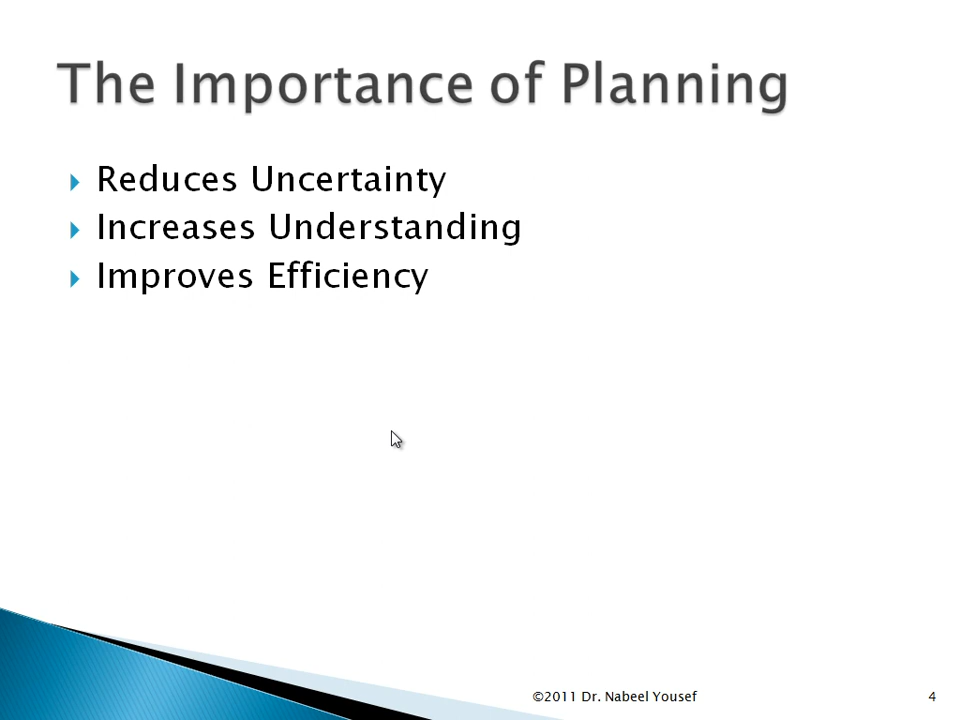 The Importance of Planning
Reduces Uncertainty
Increases Understanding
Improves Efficiency
©2011 Dr. Nabeel Yousef
4